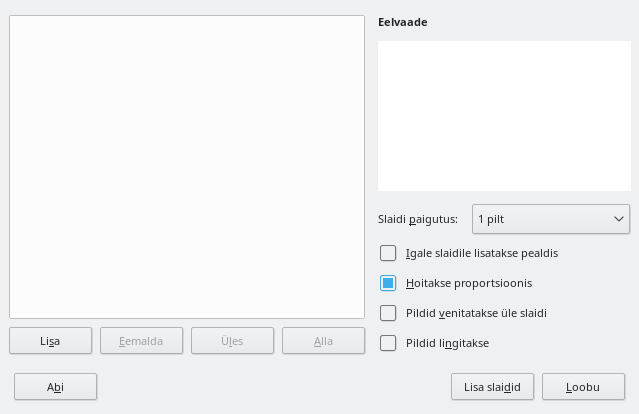 Eelvaade
Slaidi paigutus: 1 pilt
Igale slaidile lisatakse pealdis
Hoitakse proportsioonis
Pildid venitatakse üle slaidi
Pildid lingitakse
Lisa Eemalda Üles Alla
Abi Lisa slaidid Loobu